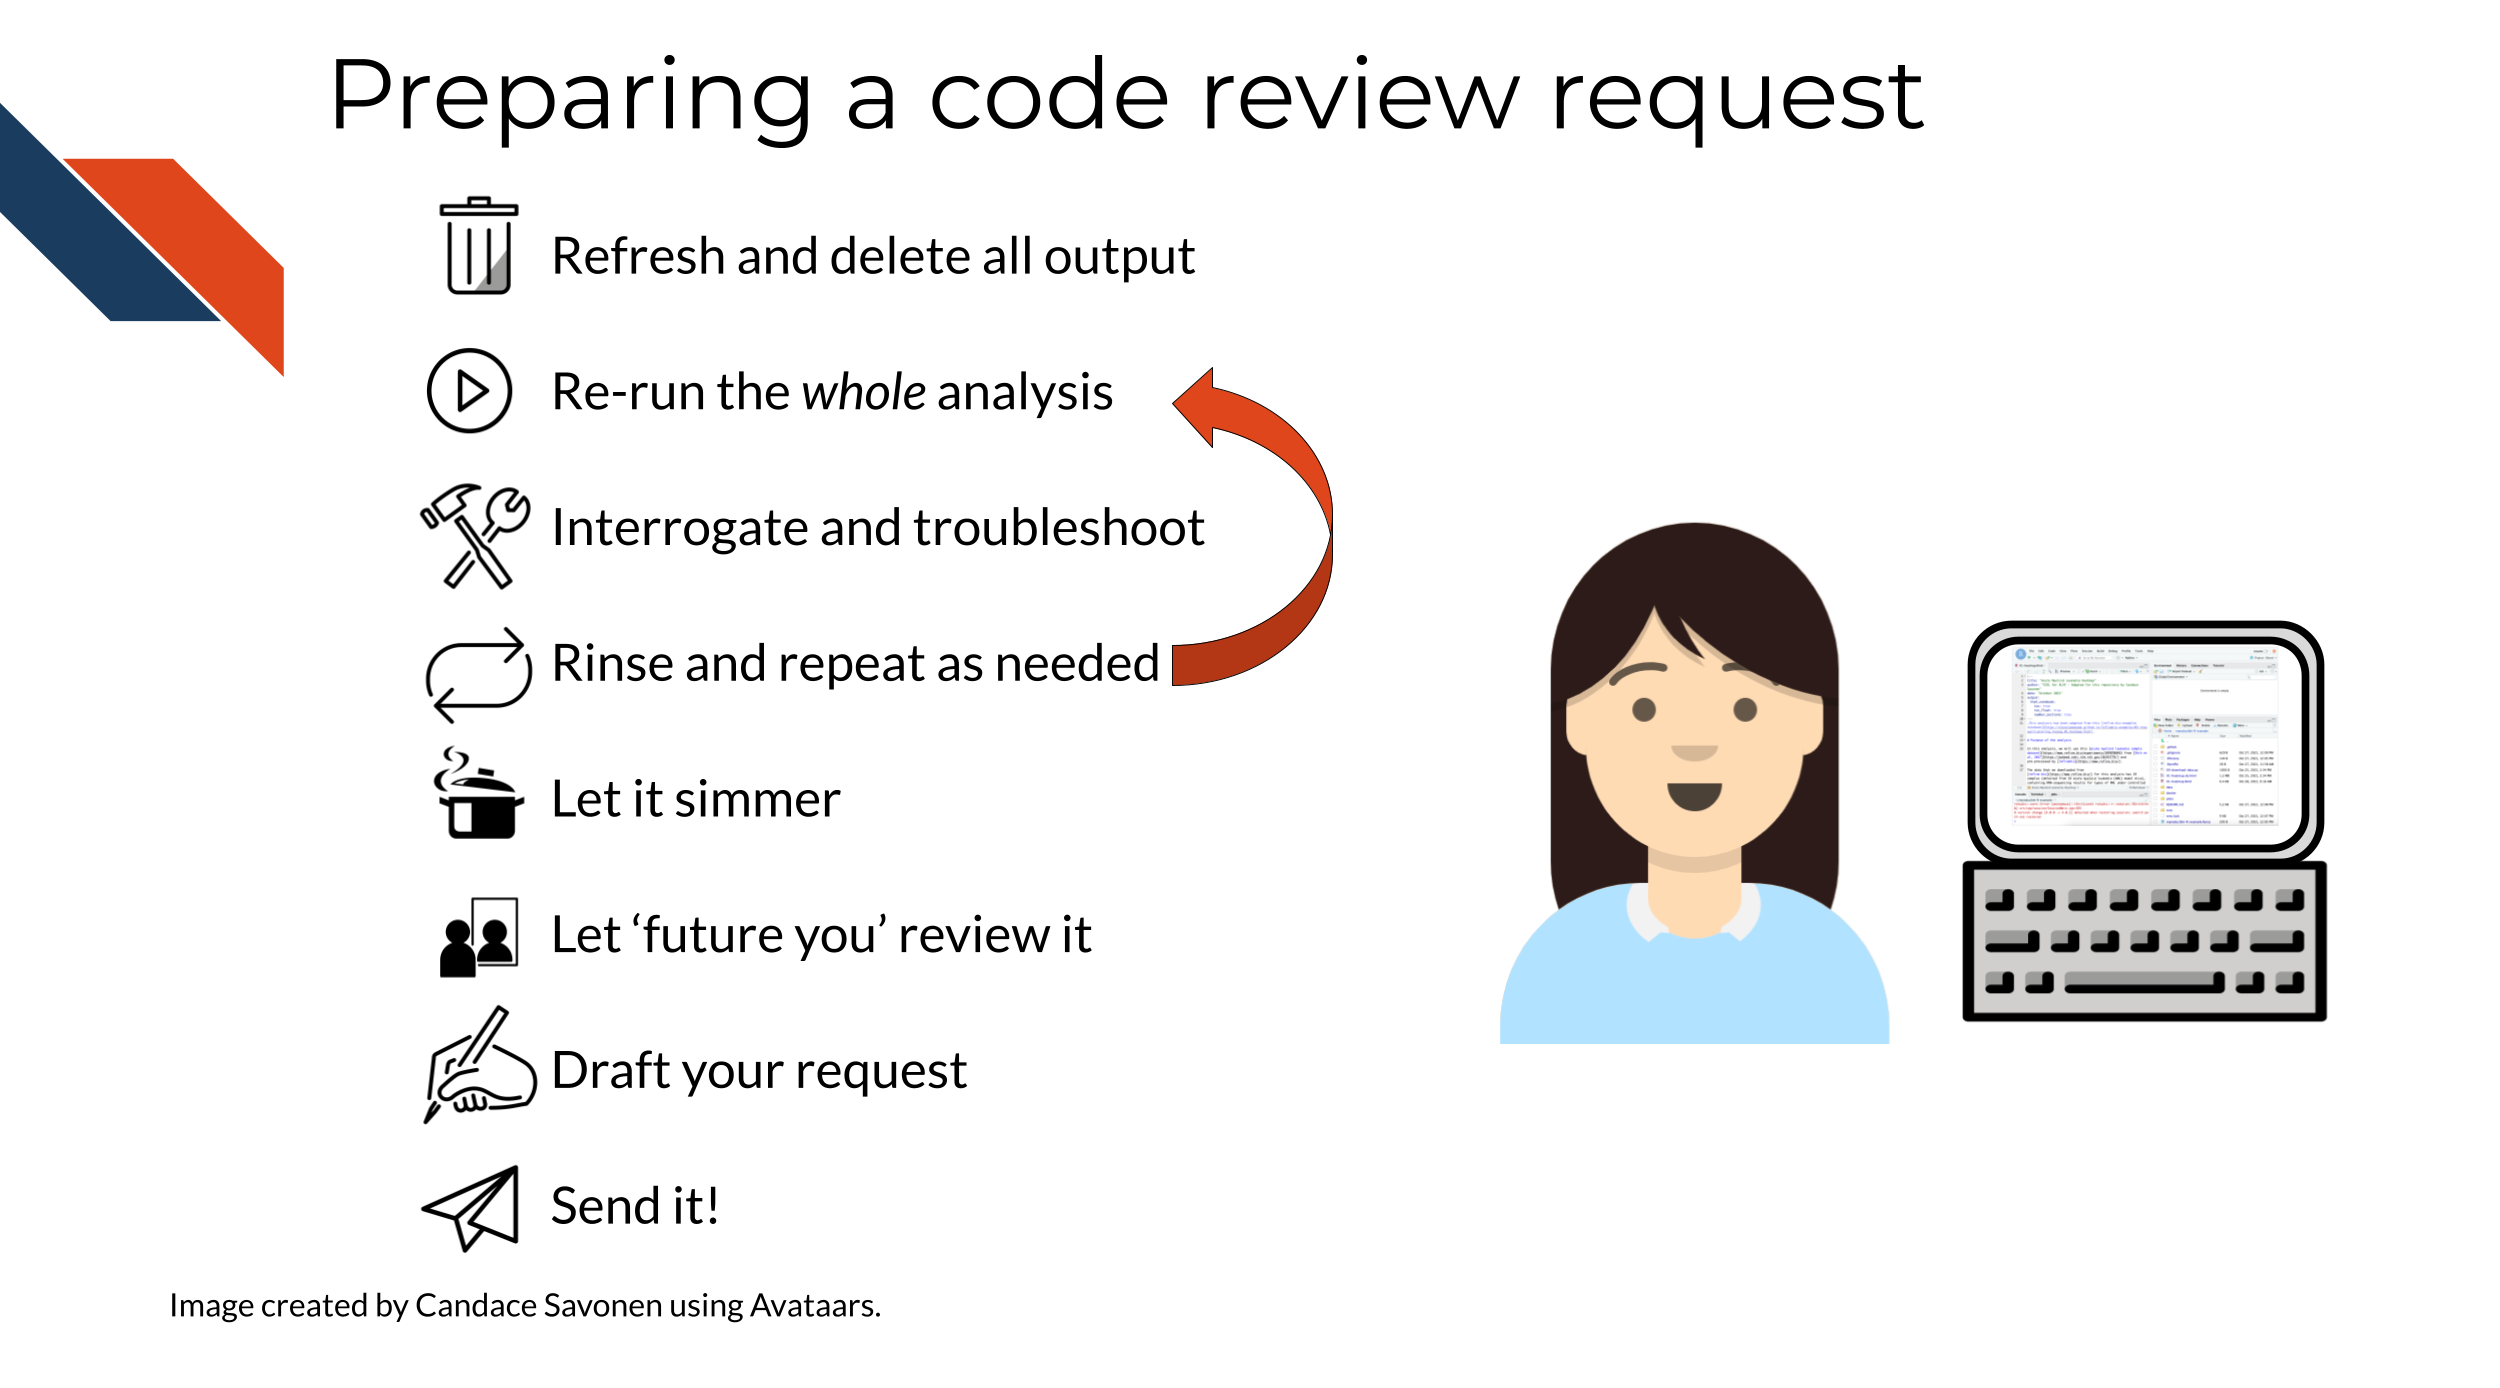 Preparing a code review request
Refresh and delete all output
Re-run the whole analysis
Interrogate and troubleshoot
Rinse and repeat as needed
Let it simmer
Let ‘future you’ review it
Draft your request
Send it!
Image created by Candace Savonen using Avataars.